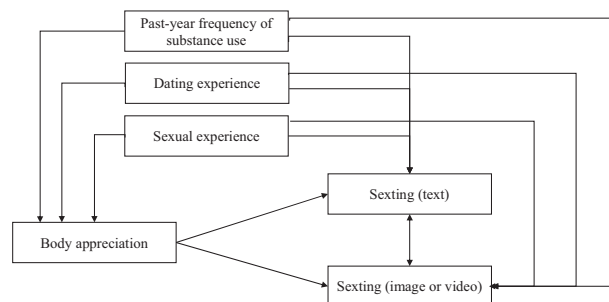 Past-year frequency of
substance use
Dating experience
Sexual experience
Sexting (text)
Body appreciation
Sexting (image or video)